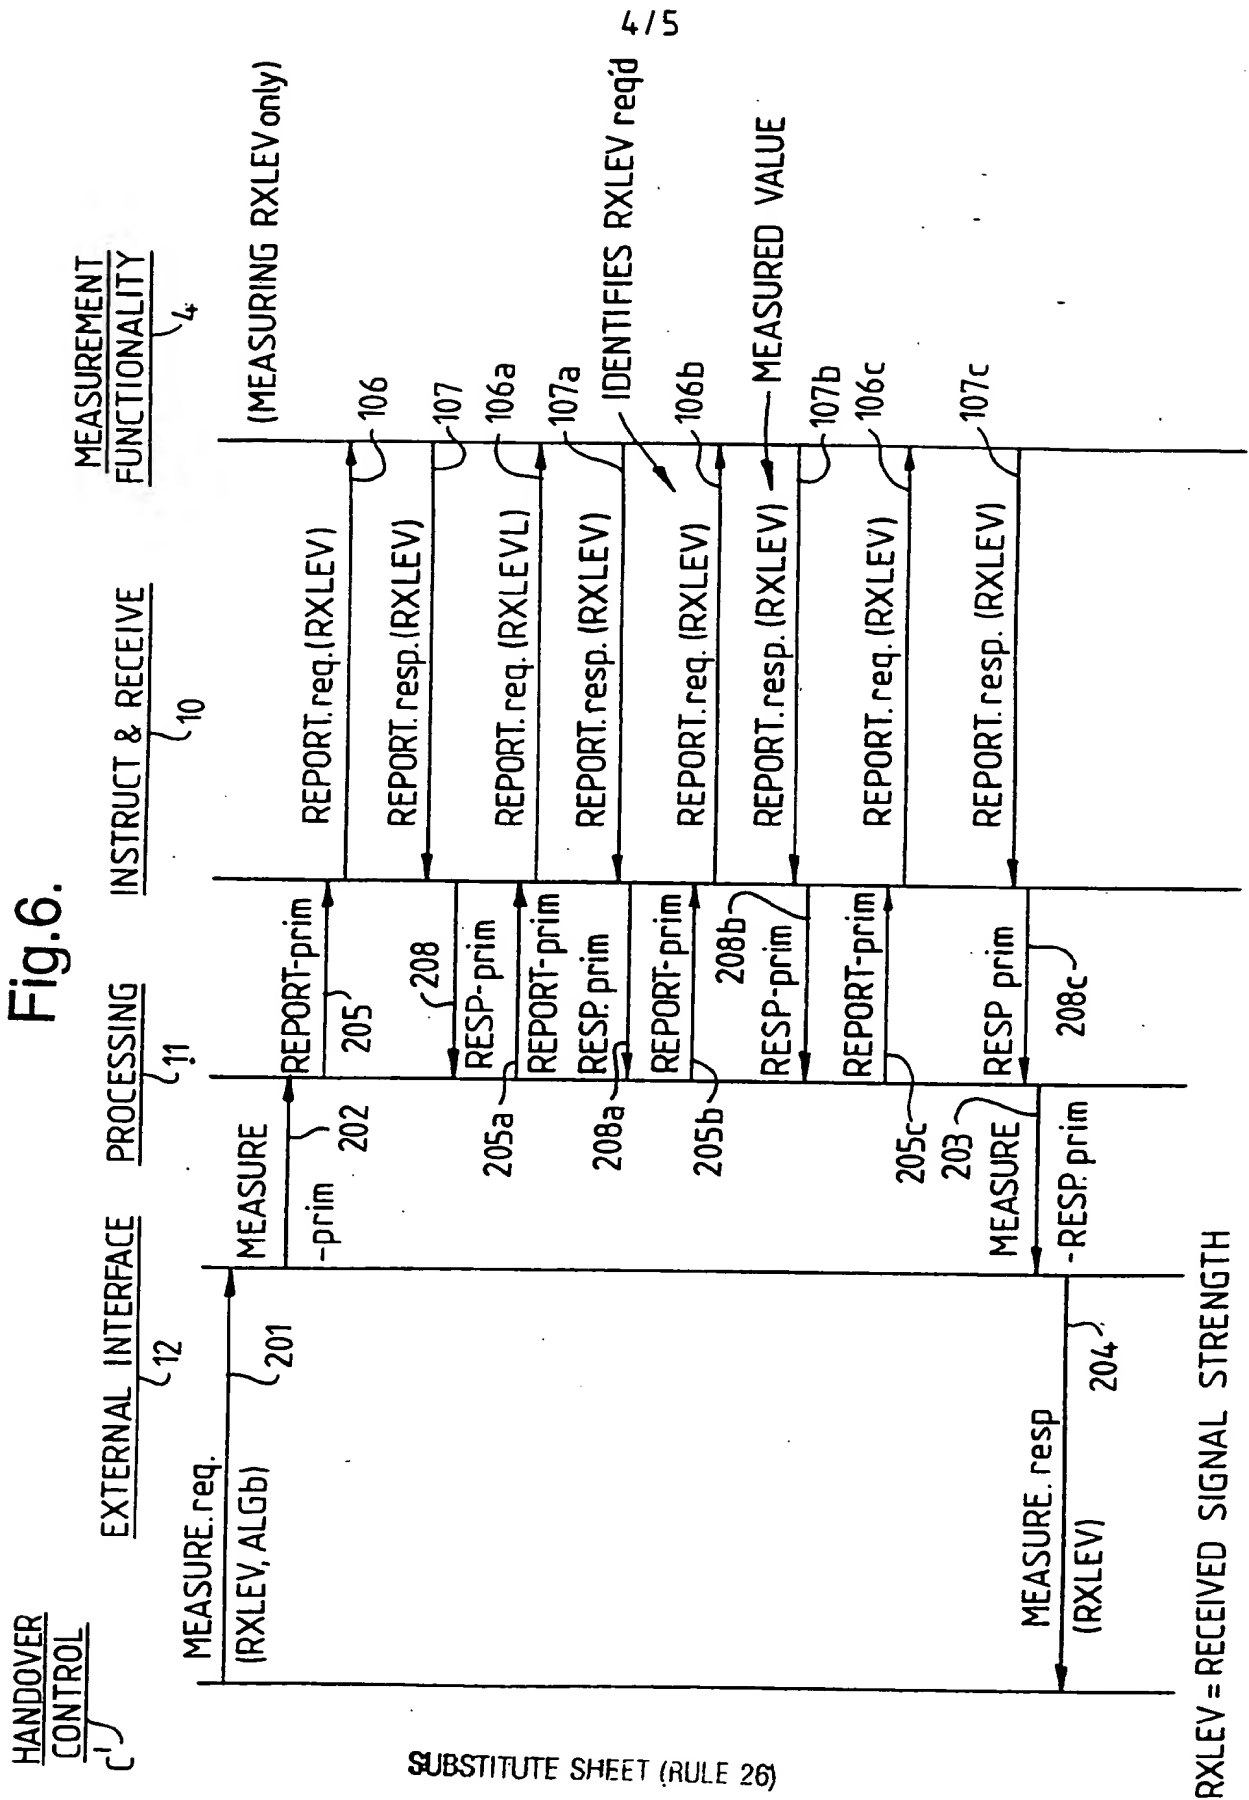 4/5
Fig.6.
HANDOVER
CONTROL
C'
EXTERNAL INTERFACE
12
PROCESSING
11
INSTRUCT & RECEIVE
10
MEASUREMENT
FUNCTIONALITY
4
(MEASURING RXLEV only)
MEASURE.req.
(RXLEV, ALGb)
201
MEASURE
-prim
202
REPORT-prim
205
REPORT.req.(RXLEV)
106
REPORT.resp.(RXLEV)
107
208
RESP-prim
205a
REPORT-prim
REPORT.req. (RXLEVL)
106a
REPORT.resp. (RXLEV)
107a
RESP.prim
208a
IDENTIFIES RXLEV req'd
REPORT-prim
205b
REPORT.req. (RXLEV)
106b
MEASURED VALUE
REPORT.resp. (RXLEV)
107b
208b
RESP-prim
REPORT-prim
205c
REPORT.req. (RXLEV)
106c
REPORT.resp. (RXLEV)
107c
RESP prim
208c
203
MEASURE
-RESP.prim
MEASURE.resp
(RXLEV)
204
RXLEV = RECEIVED SIGNAL STRENGTH
SUBSTITUTE SHEET (RULE 26)